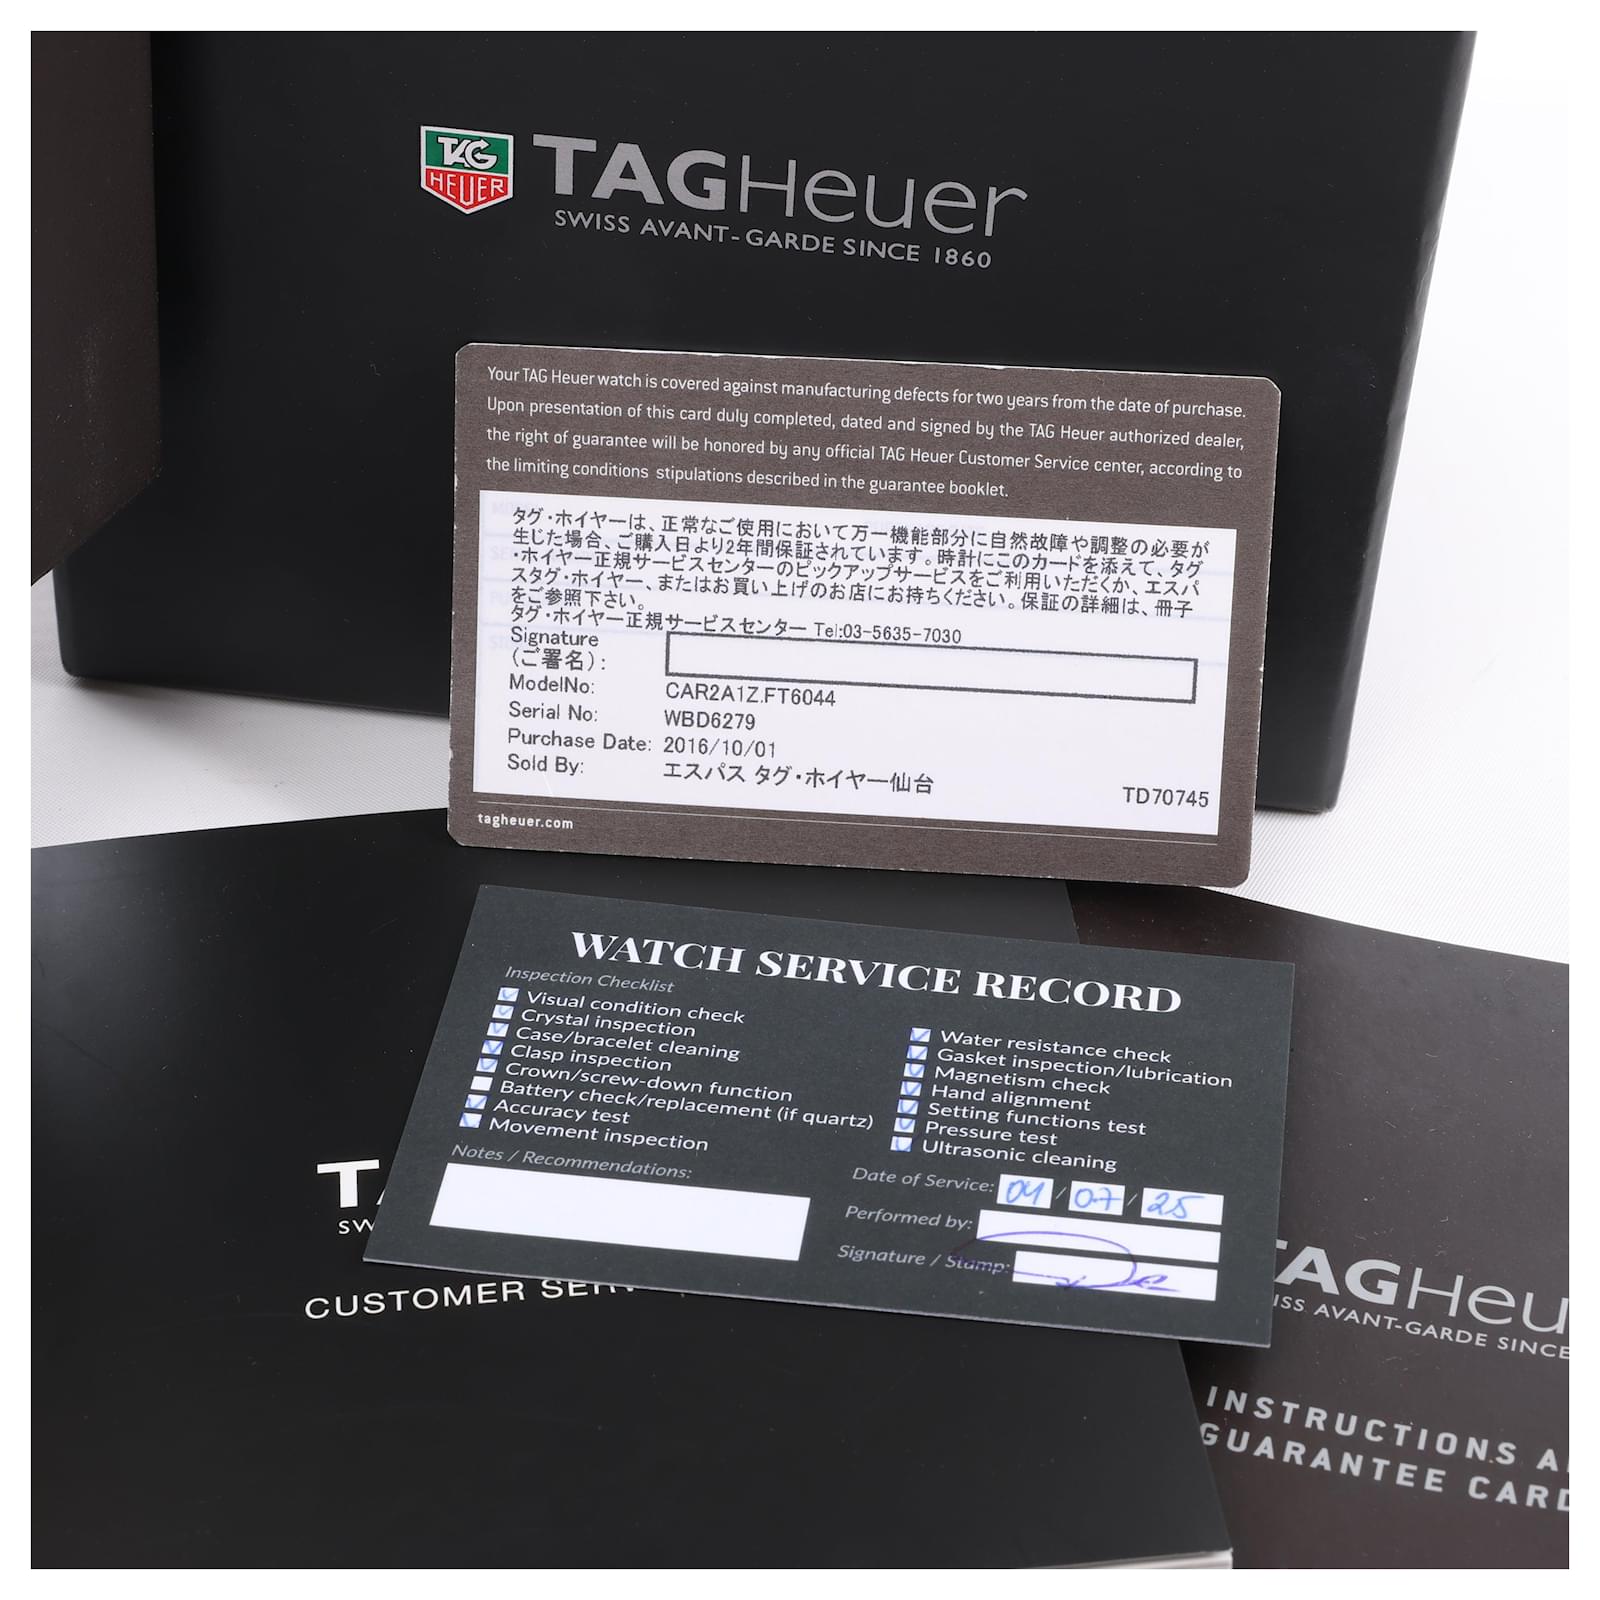 TAG
HEUER
TAGHeuer
SWISS AVANT-GARDE SINCE 1860
Your TAG Heuer watch is covered against manufacturing defects for two years from the date of purchase.
Upon presentation of this card duly completed, dated and signed by the TAG Heuer authorized dealer,
the right of guarantee will be honored by any official TAG Heuer Customer Service center, according to
the limiting conditions stipulations described in the guarantee booklet.
タグ・ホイヤーは、正常なご使用において万一機能部分に自然故障や調整の必要が
生じた場合、ご購入日より2年間保証されています。時計にこのカードを添えて、タグ
・ホイヤー正規サービスセンターのピックアップサービスをご利用いただくか、エスパ
スタグ・ホイヤー、またはお買い上げのお店にお持ちください。保証の詳細は、冊子
をご参照下さい。
タグ・ホイヤー正規サービスセンター Tel:03-5635-7030
Signature
(ご署名):
ModelNo: CAR2A1Z.FT6044
Serial No: WBD6279
Purchase Date: 2016/10/01
Sold By: エスパス タグ・ホイヤー仙台 TD70745
tagheuer.com
WATCH SERVICE RECORD
Inspection Checklist
Visual condition check
Crystal inspection
Case/bracelet cleaning
Clasp inspection
Crown/screw-down function
Battery check/replacement (if quartz)
Accuracy test
Movement inspection
Notes / Recommendations:
Water resistance check
Gasket inspection/lubrication
Magnetism check
Hand alignment
Setting functions test
Pressure test
Ultrasonic cleaning
Date of Service: 04 / 07 / 25
Performed by:
Signature / Stamp:
TA
SW
CUSTOMER SERV
TAGHeu
ISS AVANT-GARDE SINCE
INSTRUCTIONS A
GUARANTEE CARD